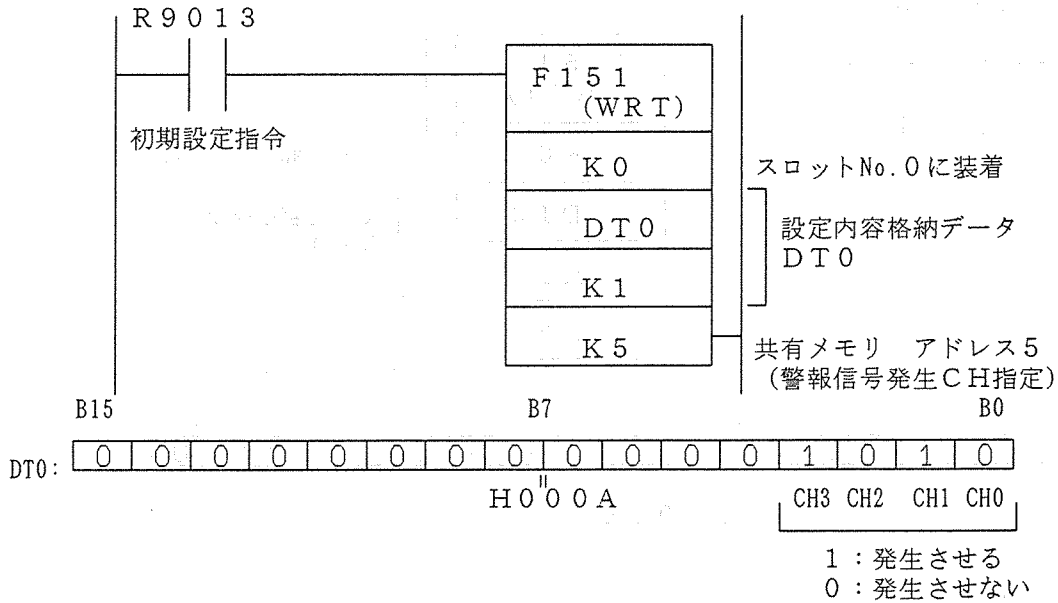 R9013
F151
(WRT)
初期設定指令
K0
スロットNo.0に装着
DT0
設定内容格納データ
DT0
K1
K5
共有メモリ アドレス5
(警報信号発生CH指定)
B15 B7 B0
DT0: 0 0 0 0 0 0 0 0 0 0 0 0 1 0 1 0
"
H000A
CH3 CH2 CH1 CH0
1:発生させる
0:発生させない